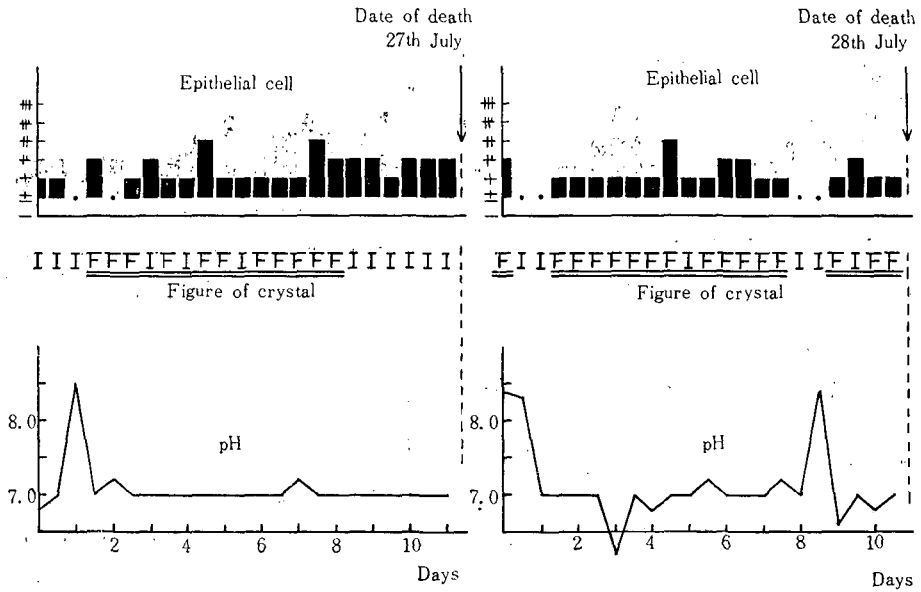 Date of death
27th July
Date of death
28th July
Epithelial cell
Epithelial cell
I I I F F F I F I F F I F F F F F I I I I I I
F I I F F F F F F F I F F F F F I I F I F F
Figure of crystal
Figure of crystal
8.0
7.0
pH
2 4 6 8 10
Days
8.0
7.0
pH
2 4 6 8 10
Days